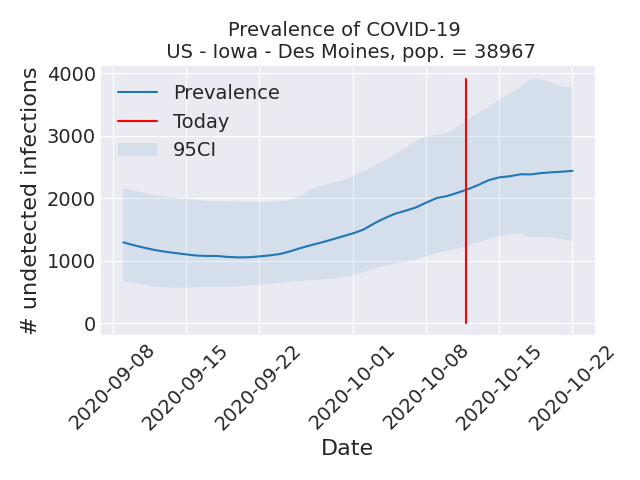 Prevalence of COVID-19
US - Iowa - Des Moines, pop. = 38967
# undetected infections
4000
3000
2000
1000
0
Prevalence
Today
95CI
2020-09-08
2020-09-15
2020-09-22
2020-10-01
2020-10-08
2020-10-15
2020-10-22
Date